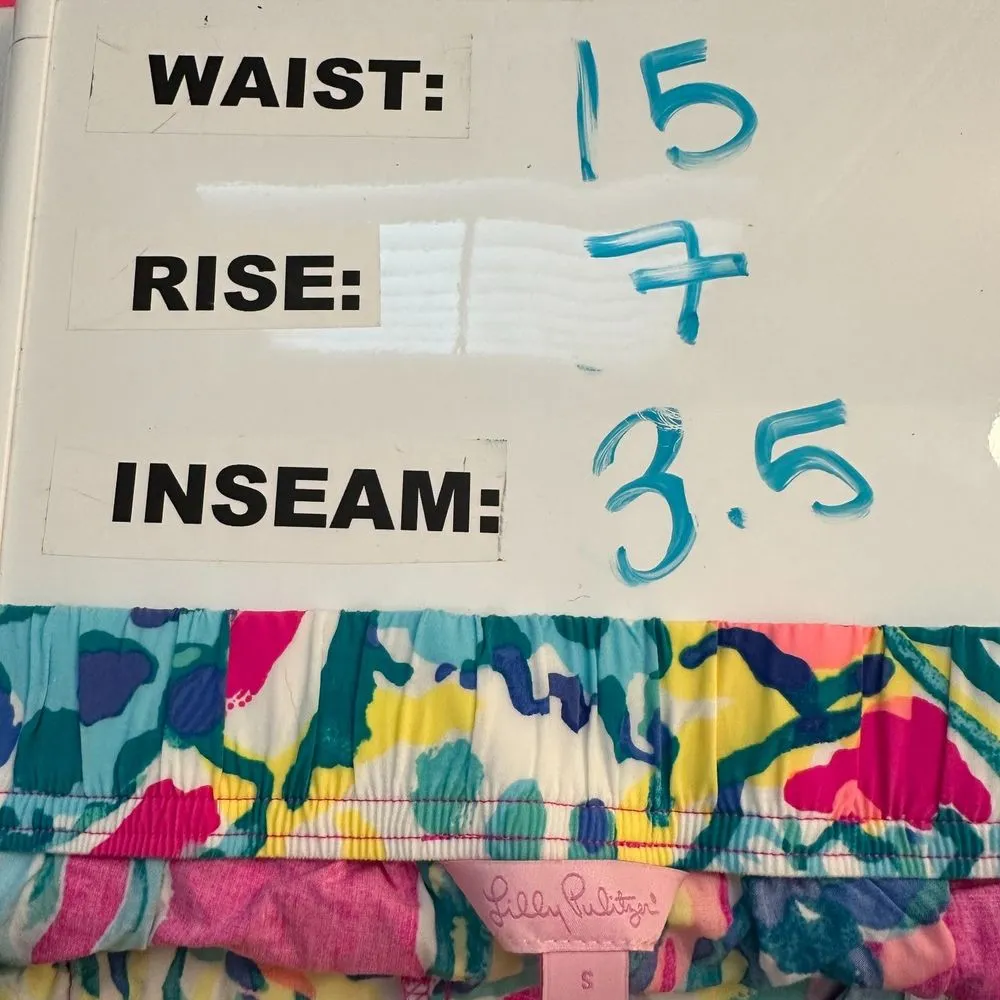 WAIST: 15
RISE: 7
INSEAM: 3.5
Lilly Pulitzer®
S